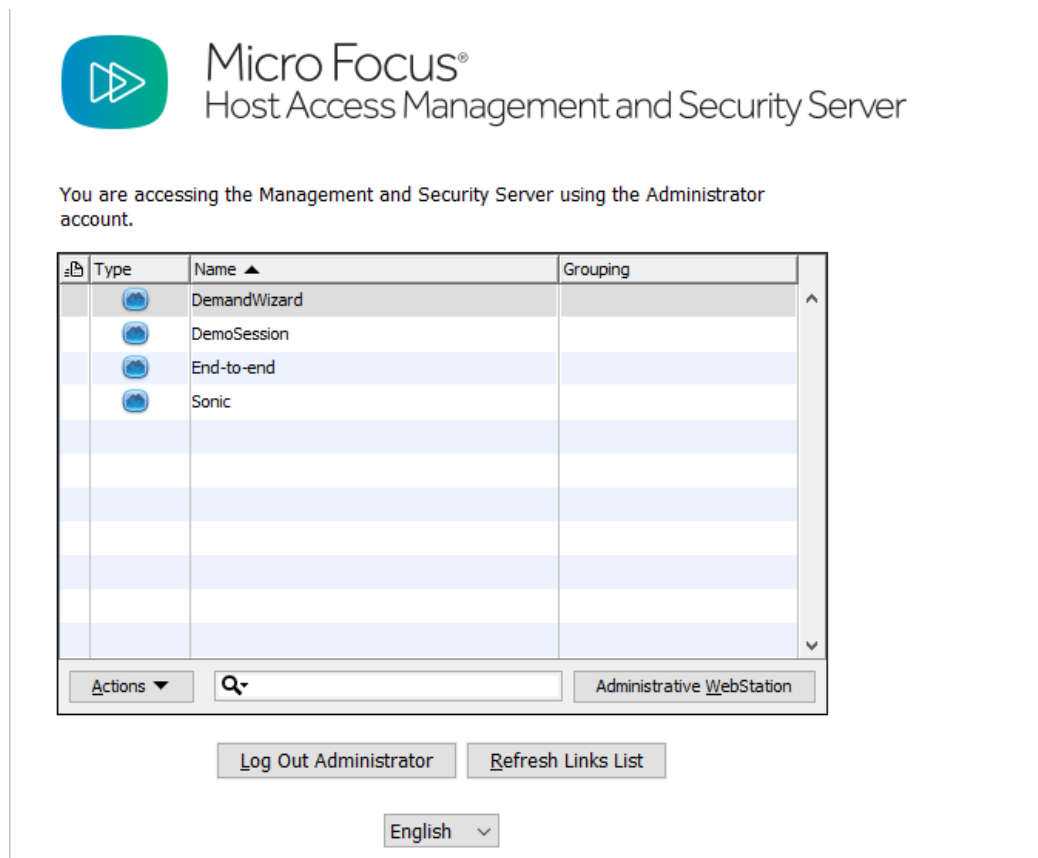 Micro Focus®
Host Access Management and Security Server
You are accessing the Management and Security Server using the Administrator
account.
Type Name Grouping
DemandWizard
DemoSession
End-to-end
Sonic
Actions Administrative WebStation
Log Out Administrator Refresh Links List
English